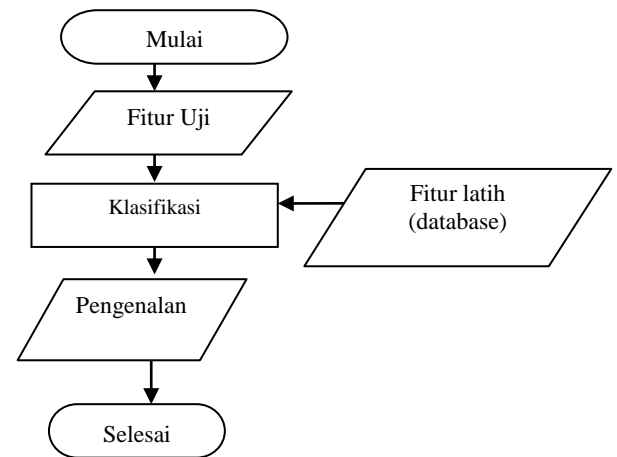 Mulai
Fitur Uji
Klasifikasi
Fitur latih
(database)
Pengenalan
Selesai